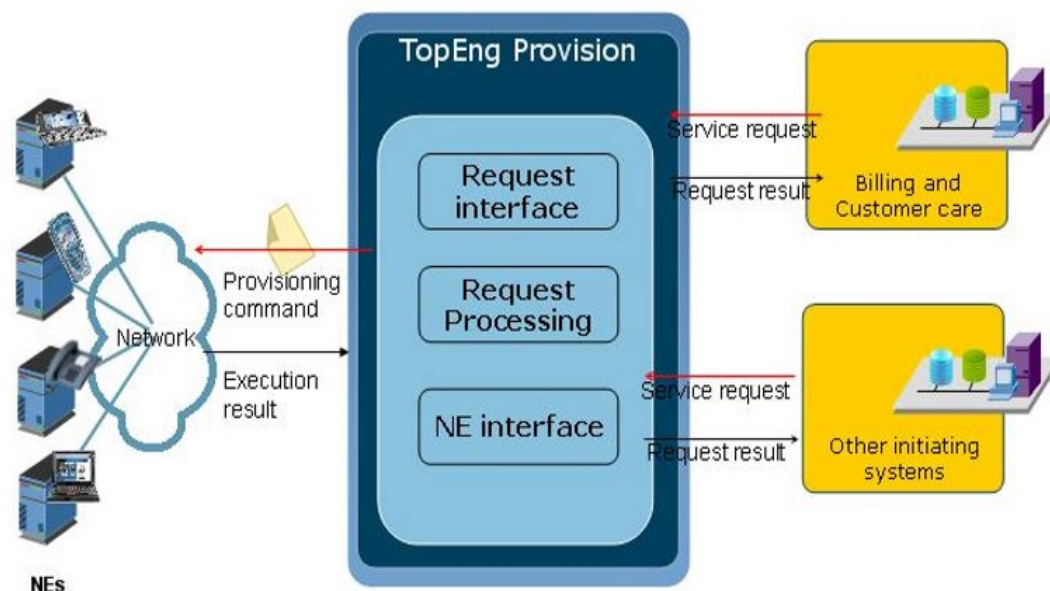 TopEng Provision
Request
interface
Request
Processing
NE interface
Service request
Request result
Billing and
Customer care
Provisioning
command
Network
Execution
result
Service request
Request result
Other initiating
systems
NEs